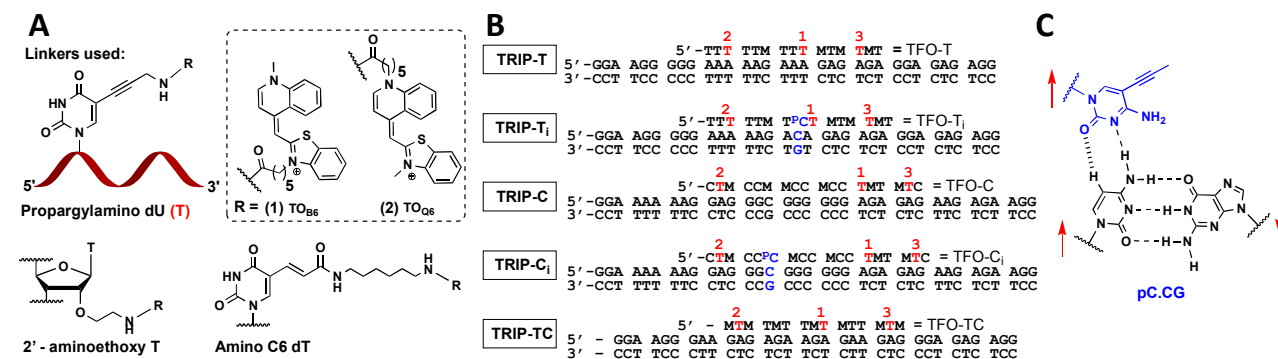 A
Linkers used:
R
N
H
O
HN
O
N
5'
3'
Propargylamino dU (T)
N
S
N
⊕
O
5
O
5
N
S
N
⊕
R = (1) TO_B6 (2) TO_Q6
T
O
O
N
H
R
2' - aminoethoxy T
O
HN
O
N
O
N
H
H
N
R
Amino C6 dT
B
2 1 3
5'-TTT TTM TTT MTM TMT = TFO-T
TRIP-T
5'-GGA AGG GGG AAA AAG AAA GAG AGA GGA GAG AGG
3'-CCT TCC CCC TTT TTC TTT CTC TCT CCT CTC TCC
2 1 3
5'-TTT TTM TPCT MTM TMT = TFO-Ti
TRIP-Ti
5'-GGA AGG GGG AAA AAG ACA GAG AGA GGA GAG AGG
3'-CCT TCC CCC TTT TTC TGT CTC TCT CCT CTC TCC
2 1 3
5'-CTM CCM MCC MCC TMT MTC = TFO-C
TRIP-C
5'-GGA AAA AAG GAG GGG GGG GGG AGA GAG AAG AGA AGG
3'-CCT TTT TTC CTC CCC CCC CCC TCT CTC TTC TCT TCC
2 1 3
5'-CTM CCPC MCC MCC TMT MTC = TFO-Ci
TRIP-Ci
5'-GGA AAA AAG GAG GGC GGG GGG AGA GAG AAG AGA AGG
3'-CCT TTT TTC CTC CCG CCC CCC TCT CTC TTC TCT TCC
2 1 3
5' - MTM TMT TMT MTT MTM = TFO-TC
TRIP-TC
5' - GGA AGG GAA GAG AGA AGA GAA GAG GGA GAG AGG
3' - CCT TCC CTT CTC TCT TCT CTT CTC CCT CTC TCC
C
N
NH2
O
N
H
H
N
H
O
N
N
N
H
N
N
O
H
N
N
H
pC.CG